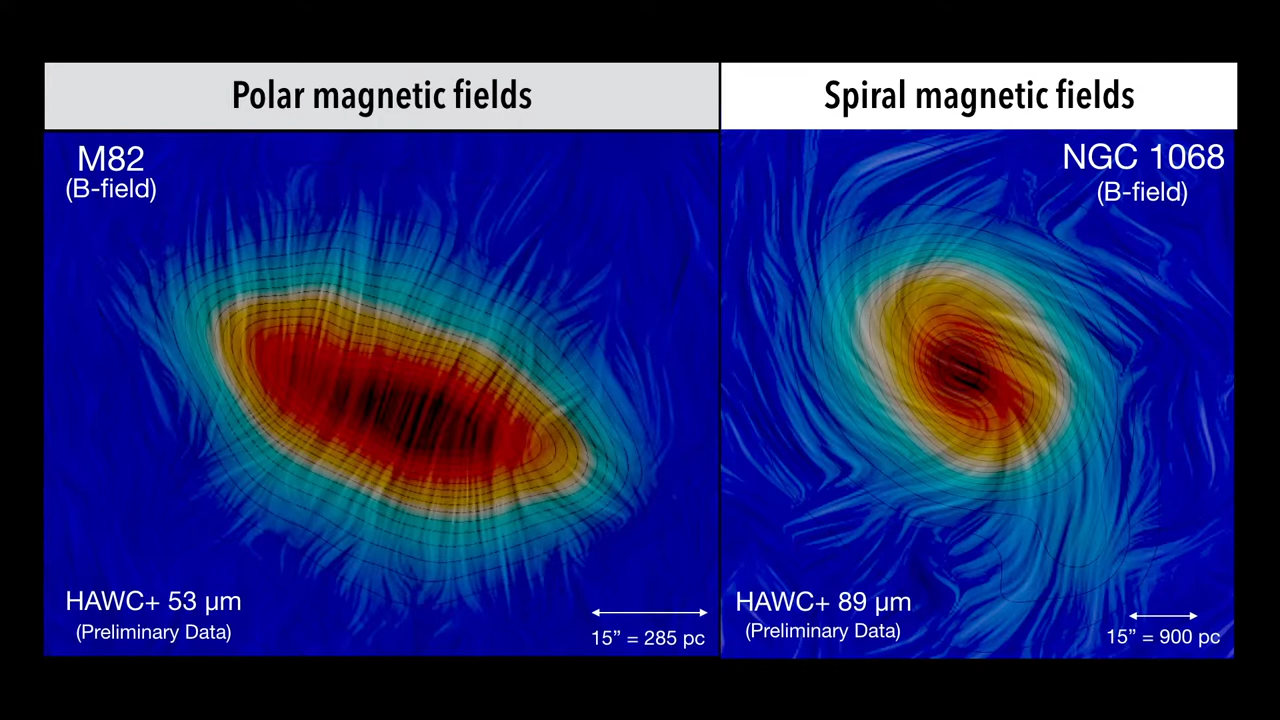 Polar magnetic fields
Spiral magnetic fields
M82
(B-field)
NGC 1068
(B-field)
HAWC+ 53 µm
(Preliminary Data)
15” = 285 pc
HAWC+ 89 µm
(Preliminary Data)
15” = 900 pc